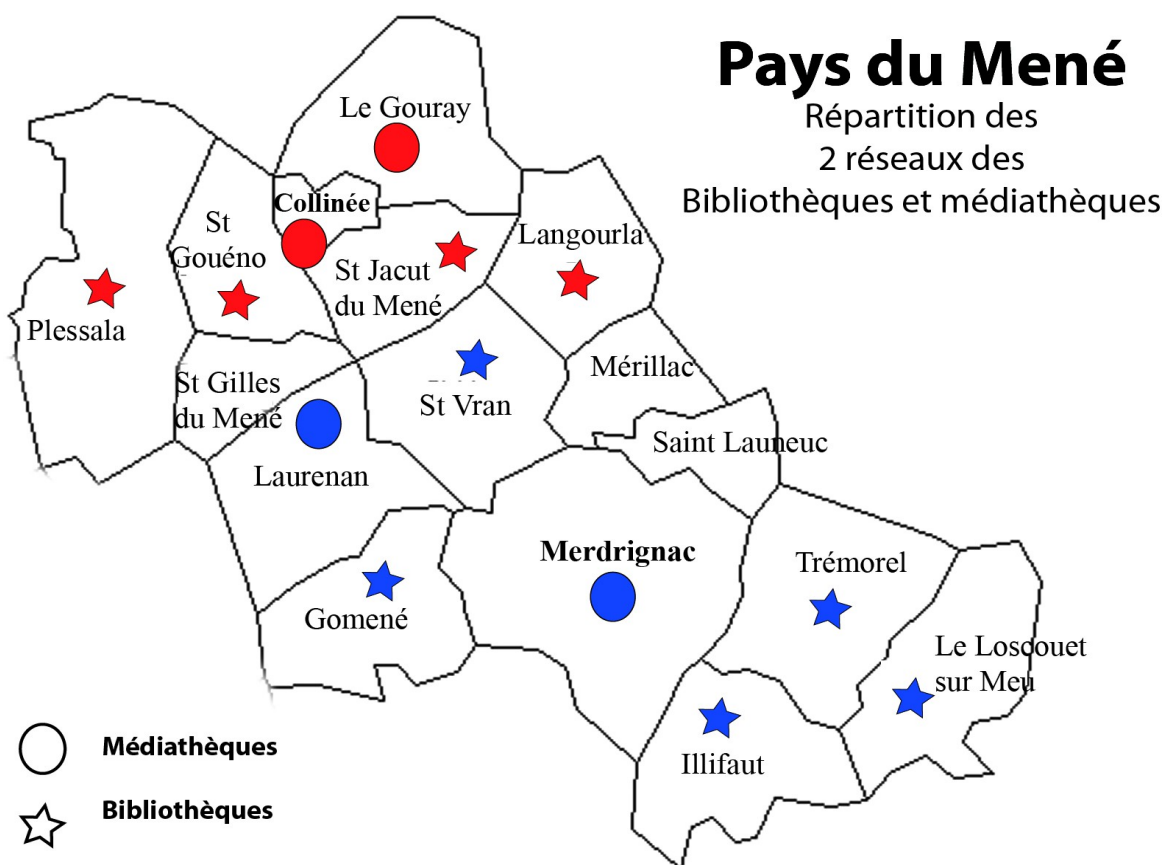 Pays du Mené
Répartition des
2 réseaux des
Bibliothèques et médiathèques
Le Gouray
Collinée
St
Gouéno
Langourla
St Jacut
du Mené
Plessala
Mérillac
St Gilles
du Mené
St Vran
Saint Launeuc
Laurenan
Merdrignac
Trémorel
Gomené
Le Loscouet
sur Meu
Illifaut
Médiathèques
Bibliothèques